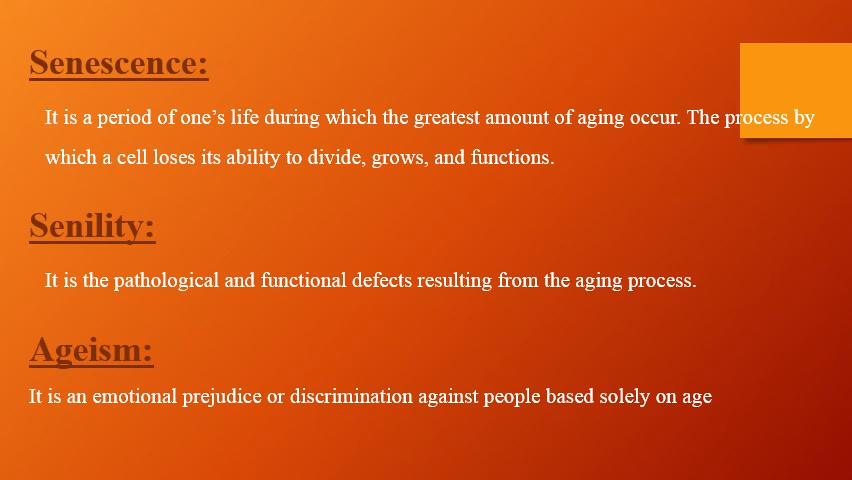 Senescence:
It is a period of one’s life during which the greatest amount of aging occur. The process by
which a cell loses its ability to divide, grows, and functions.
Senility:
It is the pathological and functional defects resulting from the aging process.
Ageism:
It is an emotional prejudice or discrimination against people based solely on age